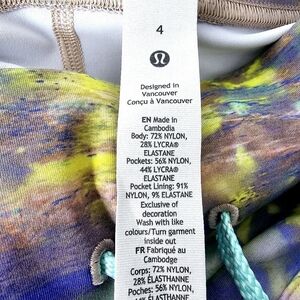 4
Designed in
Vancouver
Conçu à Vancouver
EN Made in
Cambodia
Body: 72% NYLON,
28% LYCRA®
ELASTANE
Pockets: 56% NYLON,
44% LYCRA®
ELASTANE
Pocket Lining: 91%
NYLON, 9% ELASTANE
Exclusive of
decoration
Wash with like
colours/Turn garment
inside out
FR Fabriqué au
Cambodge
Corps: 72% NYLON,
28% ÉLASTHANNE
Poches: 56% NYLON,
44% ÉLASTHANNE